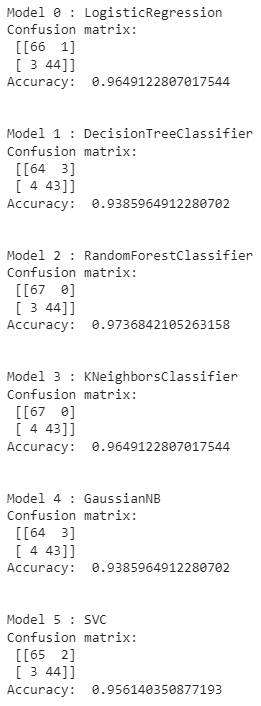 Model 0 : LogisticRegression
Confusion matrix:
[[66  1]
[ 3 44]]
Accuracy:  0.9649122807017544
Model 1 : DecisionTreeClassifier
Confusion matrix:
[[64  3]
[ 4 43]]
Accuracy:  0.9385964912280702
Model 2 : RandomForestClassifier
Confusion matrix:
[[67  0]
[ 3 44]]
Accuracy:  0.9736842105263158
Model 3 : KNeighborsClassifier
Confusion matrix:
[[67  0]
[ 4 43]]
Accuracy:  0.9649122807017544
Model 4 : GaussianNB
Confusion matrix:
[[64  3]
[ 4 43]]
Accuracy:  0.9385964912280702
Model 5 : SVC
Confusion matrix:
[[65  2]
[ 3 44]]
Accuracy:  0.956140350877193